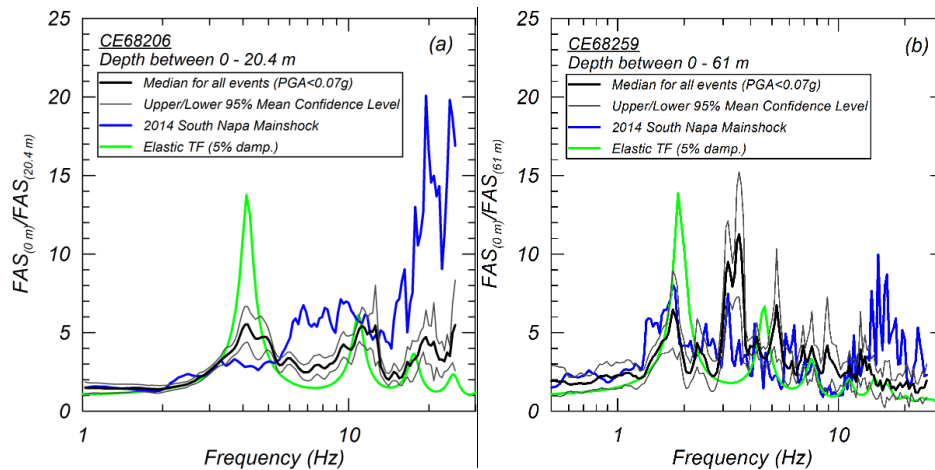 CE68206
(a)
Depth between 0 - 20.4 m
Median for all events (PGA<0.07g)
Upper/Lower 95% Mean Confidence Level
2014 South Napa Mainshock
Elastic TF (5% damp.)
FAS(0 m)/FAS(20.4 m)
25
20
15
10
5
0
1
10
30
Frequency (Hz)
CE68259
(b)
Depth between 0 - 61 m
Median for all events (PGA<0.07g)
Upper/Lower 95% Mean Confidence Level
2014 South Napa Mainshock
Elastic TF (5% damp.)
FAS(0 m)/FAS(61 m)
25
20
15
10
5
0
1
10
Frequency (Hz)